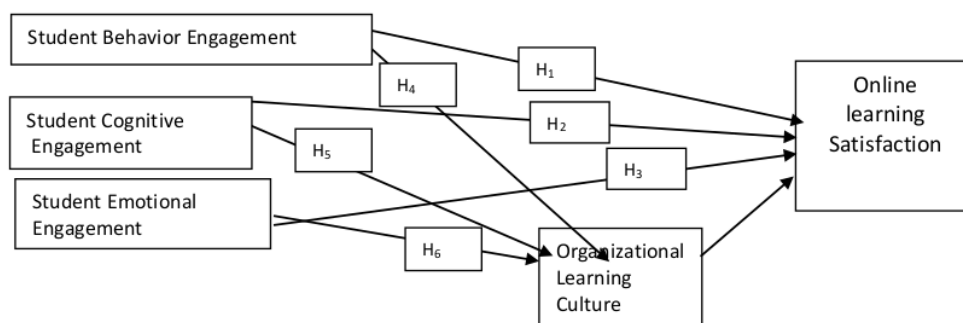 Student Behavior Engagement
H1
H4
Online
learning
Satisfaction
Student Cognitive
Engagement
H2
H5
H3
Student Emotional
Engagement
H6
Organizational
Learning
Culture